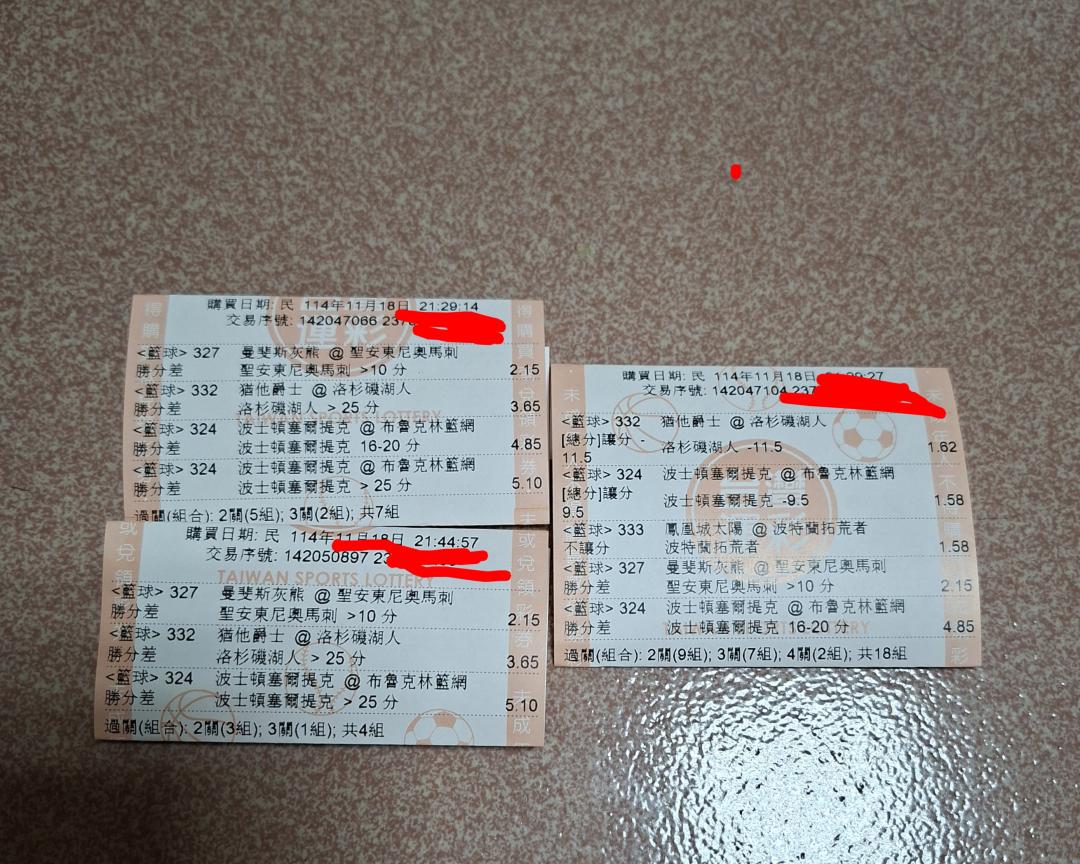 購買日期: 民 114年11月18日 21:29:14
交易序號: 142047066
<籃球> 327 曼斐斯灰熊 @ 聖安東尼奧馬刺
勝分差 聖安東尼奧馬刺 >10 分 2.15
<籃球> 332 猶他爵士 @ 洛杉磯湖人
勝分差 洛杉磯湖人 > 25 分 3.65
TAIWAN SPORTS LOTTERY
<籃球> 324 波士頓塞爾提克 @ 布魯克林籃網
勝分差 波士頓塞爾提克 16-20 分 4.85
<籃球> 324 波士頓塞爾提克 @ 布魯克林籃網
勝分差 波士頓塞爾提克 > 25 分 5.10
過關(組合): 2關(5組); 3關(2組); 共7組
購買日期: 民 114年11月18日 21:44:57
交易序號: 142050897 23
TAIWAN SPORTS LOTTERY
<籃球> 327 曼斐斯灰熊 @ 聖安東尼奧馬刺
勝分差 聖安東尼奧馬刺 >10 分 2.15
<籃球> 332 猶他爵士 @ 洛杉磯湖人
勝分差 洛杉磯湖人 > 25 分 3.65
<籃球> 324 波士頓塞爾提克 @ 布魯克林籃網
勝分差 波士頓塞爾提克 > 25 分 5.10
過關(組合): 2關(3組); 3關(1組); 共4組
購買日期: 民 114年11月18日
交易序號: 142047104
<籃球> 332 猶他爵士 @ 洛杉磯湖人
[總分]讓分 - 洛杉磯湖人 -11.5 1.62
11.5
<籃球> 324 波士頓塞爾提克 @ 布魯克林籃網
[總分]讓分 波士頓塞爾提克 -9.5 1.58
9.5
<籃球> 333 鳳凰城太陽 @ 波特蘭拓荒者
不讓分 波特蘭拓荒者 1.58
<籃球> 327 曼斐斯灰熊 @ 聖安東尼奧馬刺
勝分差 聖安東尼奧馬刺 >10 分 2.15
<籃球> 324 波士頓塞爾提克 @ 布魯克林籃網
勝分差 波士頓塞爾提克 16-20 分 4.85
過關(組合): 2關(9組); 3關(7組); 4關(2組); 共18組